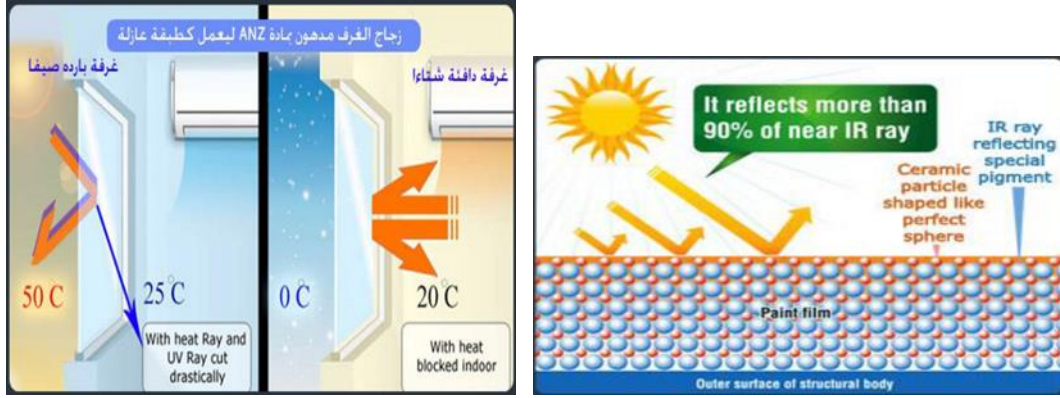 زجاج الغرف مدهون بمادة ANZ ليعمل كطبقة عازلة
غرفة بارده صيفا
غرفة دافئة شتاءا
50 C
25°C
0°C
20°C
With heat Ray and
UV Ray cut
drastically
With heat
blocked indoor
It reflects more than
90% of near IR ray
IR ray
reflecting
special
pigment
Ceramic
particle
shaped like
perfect
sphere
Paint film
Outer surface of structural body